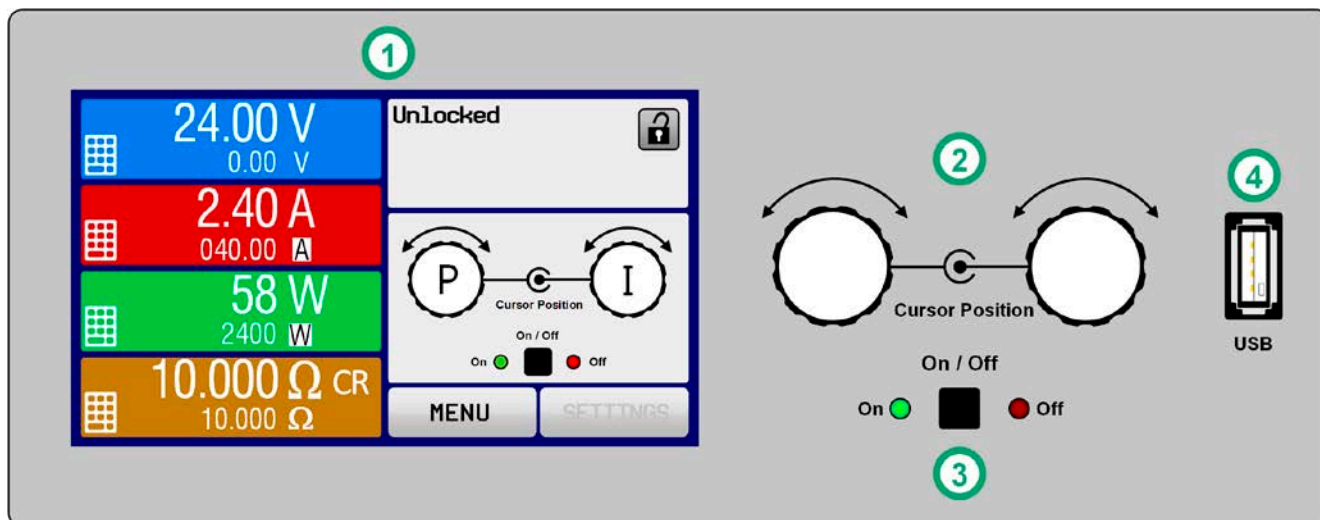 1
24.00 V
0.00 V
2.40 A
040.00 A
58 W
2400 W
10.000 Ω CR
10.000 Ω
Unlocked
P
I
Cursor Position
On / Off
On
Off
MENU
SETTINGS
2
Cursor Position
On / Off
On
Off
3
4
USB